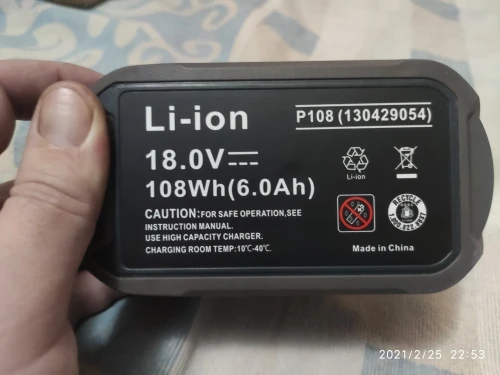 Li-ion
P108 (130429054)
18.0V⎓
108Wh(6.0Ah)
Li-ion
CAUTION:FOR SAFE OPERATION,SEE
INSTRUCTION MANUAL.
USE HIGH CAPACITY CHARGER.
CHARGING ROOM TEMP:10℃-40℃.
RECYCLE
Made in China
2021/2/25 22:53